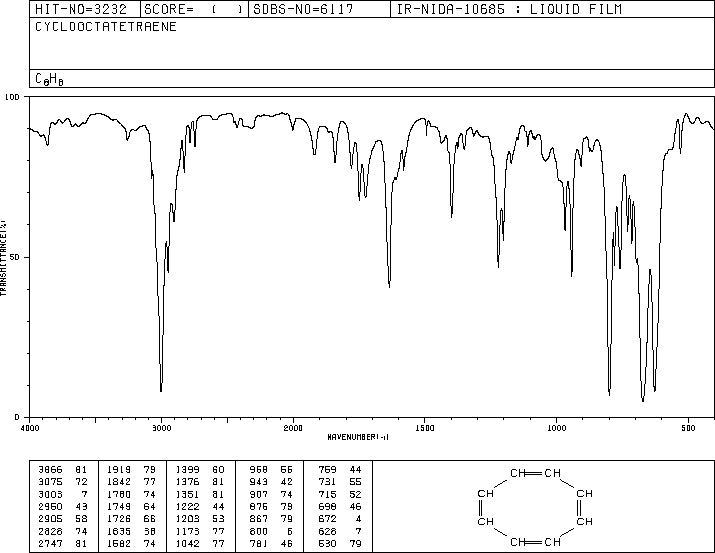 HIT-NO=3232 SCORE= ( ) SDBS-NO=6117 IR-NIDA-10685 : LIQUID FILM
CYCLOOCTATETRAENE
C8H8
100
50
0
TRANSMITTANCE(%)
4000 3000 2000 1500 1000 500
WAVENUMBER(-1)
3866 81 1919 79 1399 60 958 55 759 44
3075 72 1842 77 1376 81 943 42 731 55
3003 7 1780 74 1351 81 907 74 715 52
2960 43 1749 64 1222 44 875 79 698 46
2905 58 1726 66 1203 53 867 79 672 4
2828 74 1635 38 1173 77 800 6 628 7
2747 81 1582 74 1042 77 781 46 530 79
CH CH
CH CH
CH CH
CH CH